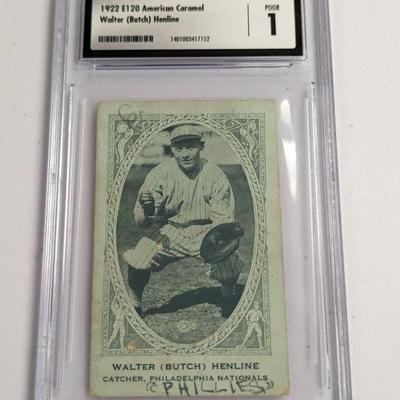 1922 E120 American Caramel
Walter (Butch) Henline
POOR
1
1401003417152
WALTER (BUTCH) HENLINE
CATCHER, PHILADELPHIA NATIONALS
"PHILLIES"